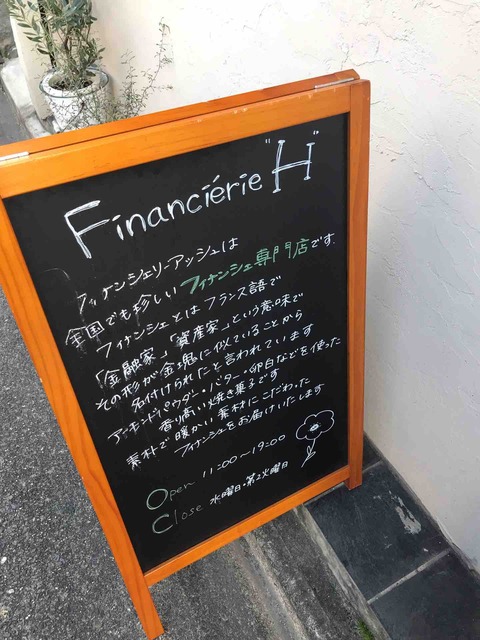 Financiérie "H"
フィナンシェリーアッシュは
全国でも珍しいフィナンシェ専門店です。
フィナンシェとはフランス語で
「金融家」「資産家」という意味で
その形が金塊に似ていることから
名付けられたと言われています
アーモンドパウダー・バター・卵白などを使った
香り高い焼き菓子です
素材で暖かい素材にこだわった
フィナンシェをお届けいたします
Open 11:00〜19:00
Close 水曜日・第2火曜日